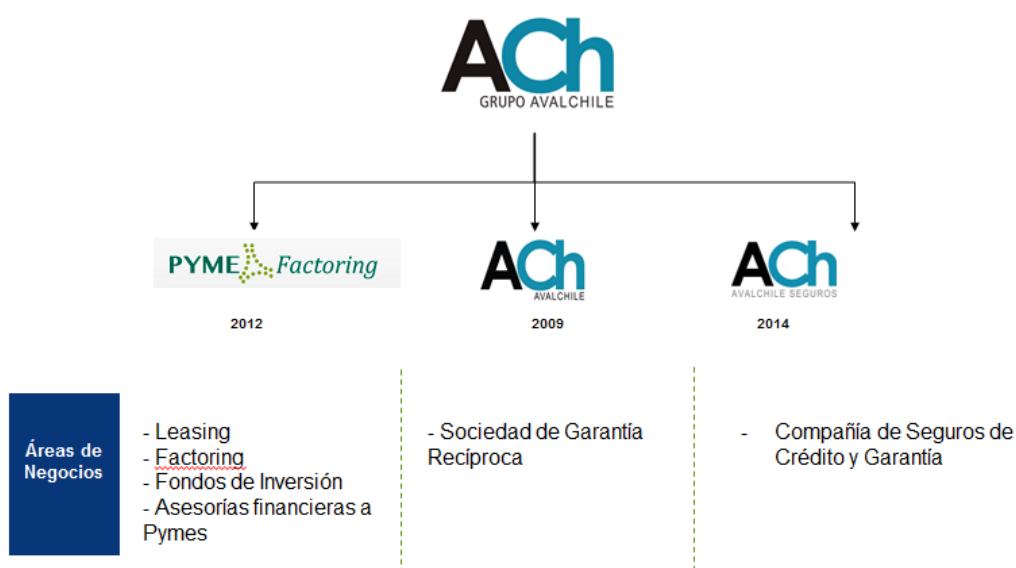 ACh
GRUPO AVALCHILE
PYME Factoring
ACh
AVALCHILE
ACh
AVALCHILE SEGUROS
2012
2009
2014
Áreas de
Negocios
- Leasing
- Factoring
- Fondos de Inversión
- Asesorías financieras a
Pymes
- Sociedad de Garantía
Recíproca
- Compañía de Seguros de
Crédito y Garantía